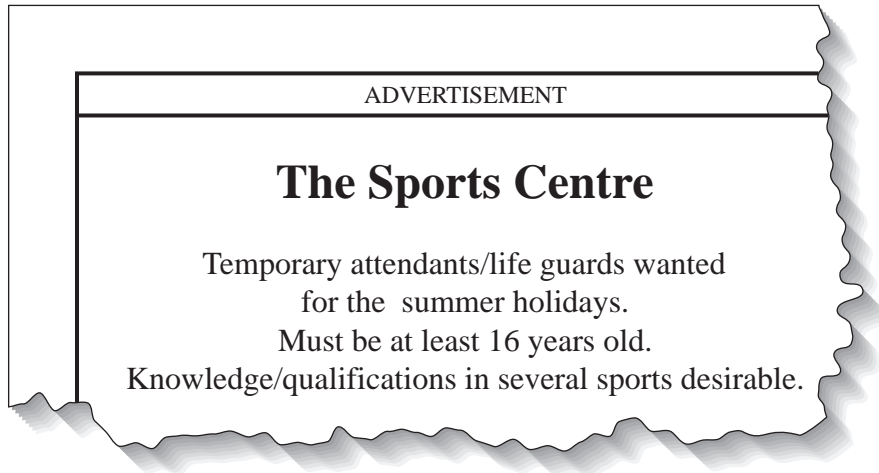 ADVERTISEMENT
The Sports Centre
Temporary attendants/life guards wanted
for the summer holidays.
Must be at least 16 years old.
Knowledge/qualifications in several sports desirable.